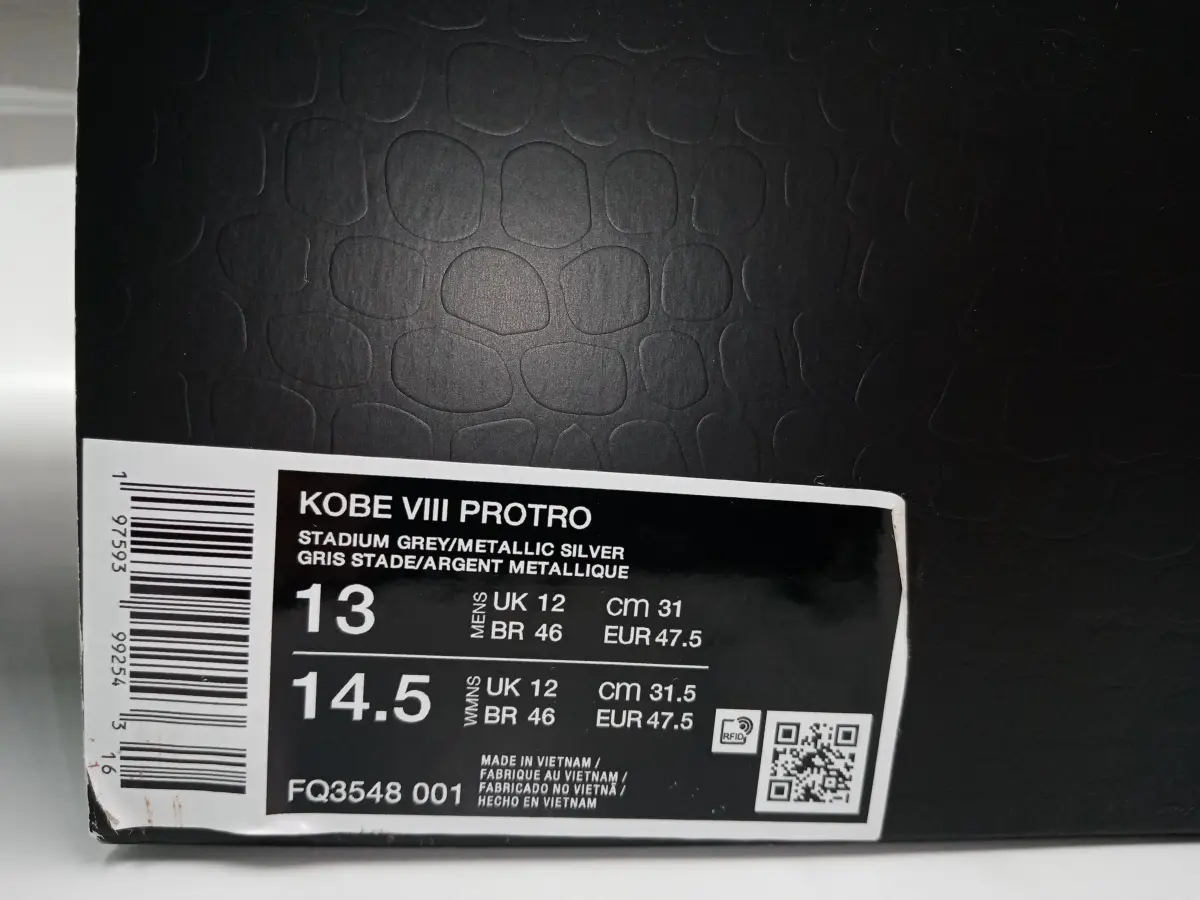 1 97593 99254 3 16
KOBE VIII PROTRO
STADIUM GREY/METALLIC SILVER
GRIS STADE/ARGENT METALLIQUE
13
MENS
UK 12 cm 31
BR 46 EUR 47.5
14.5
WMNS
UK 12 cm 31.5
BR 46 EUR 47.5
RFID
FQ3548 001
MADE IN VIETNAM /
FABRIQUE AU VIETNAM /
FABRICADO NO VIETNÃ /
HECHO EN VIETNAM